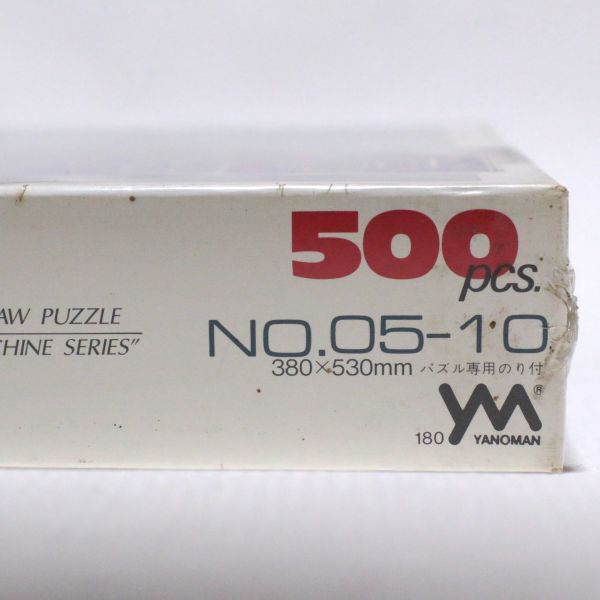 500
pcs.
AW PUZZLE
CHINE SERIES"
NO.05-10
380×530mm パズル専用のり付
180 YM®
YANOMAN